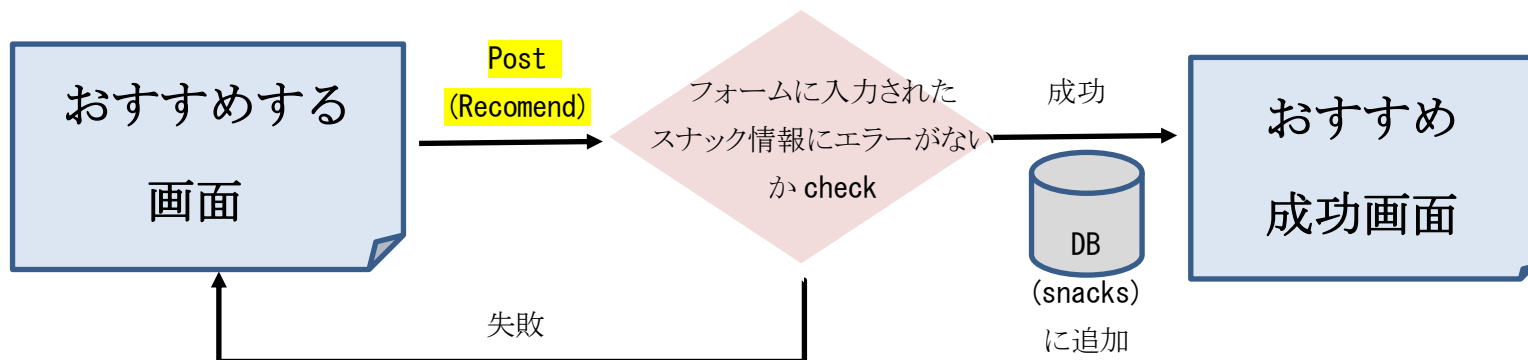 おすすめする
画面
Post
(Recomend)
フォームに入力された
スナック情報にエラーがない
か check
成功
DB
(snacks)
に追加
おすすめ
成功画面
失敗